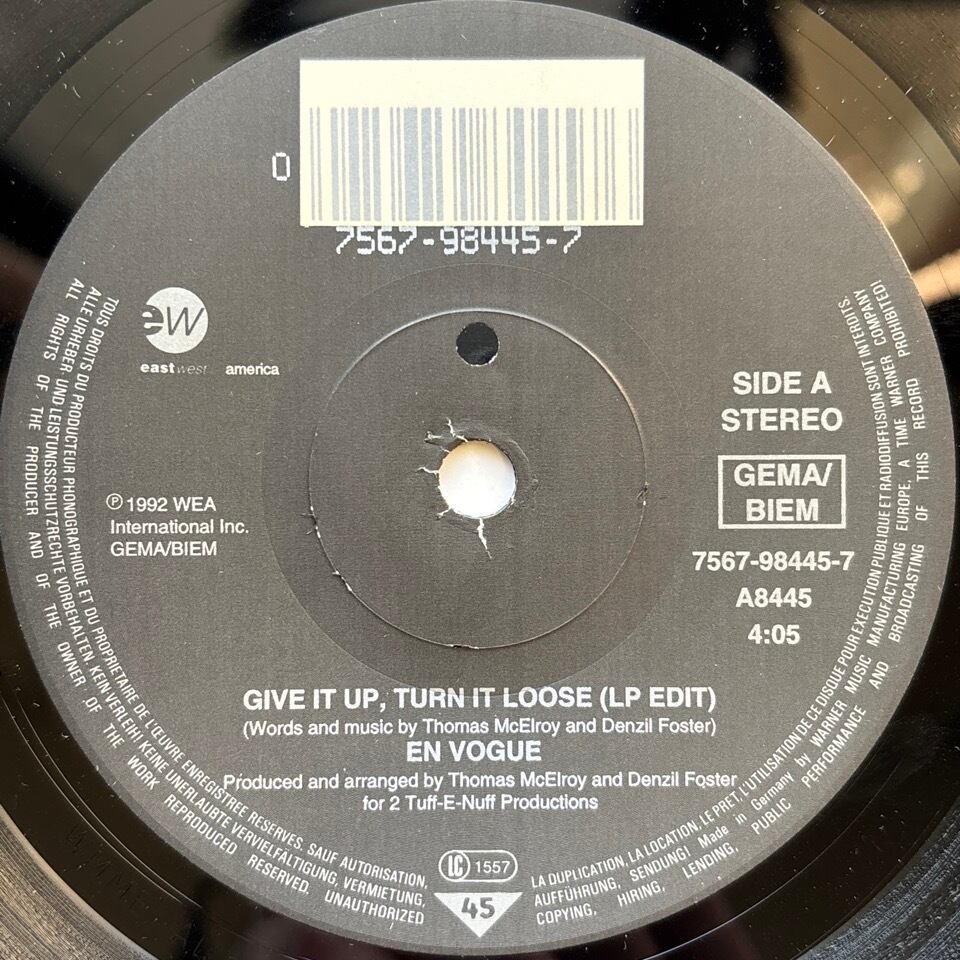 0
7567-98445-7
ew
eastwest america
SIDE A
STEREO
GEMA/
BIEM
7567-98445-7
A8445
4:05
℗ 1992 WEA
International Inc.
GEMA/BIEM
GIVE IT UP, TURN IT LOOSE (LP EDIT)
(Words and music by Thomas McElroy and Denzil Foster)
EN VOGUE
Produced and arranged by Thomas McElroy and Denzil Foster
for 2 Tuff-E-Nuff Productions
LC 1557
45
TOUS DROITS DU PRODUCTEUR PHONOGRAPHIQUE ET DU PROPRIETAIRE DE L'ŒUVRE ENREGISTREE RESERVES. SAUF AUTORISATION,
LA DUPLICATION, LA LOCATION, LE PRET, L'UTILISATION DE CE DISQUE POUR EXECUTION PUBLIQUE ET RADIODIFFUSION SONT INTERDITS.
ALLE URHEBER- UND LEISTUNGSSCHUTZRECHTE VORBEHALTEN. KEIN VERLEIH! KEINE UNERLAUBTE VERVIELFÄLTIGUNG, VERMIETUNG,
AUFFÜHRUNG, SENDUNG! Made in Germany by WARNER MUSIC MANUFACTURING EUROPE, A TIME WARNER COMPANY
ALL RIGHTS OF THE PRODUCER AND OF THE OWNER OF THE WORK REPRODUCED RESERVED. UNAUTHORIZED
COPYING, HIRING, LENDING, PUBLIC PERFORMANCE AND BROADCASTING OF THIS RECORD PROHIBITED!